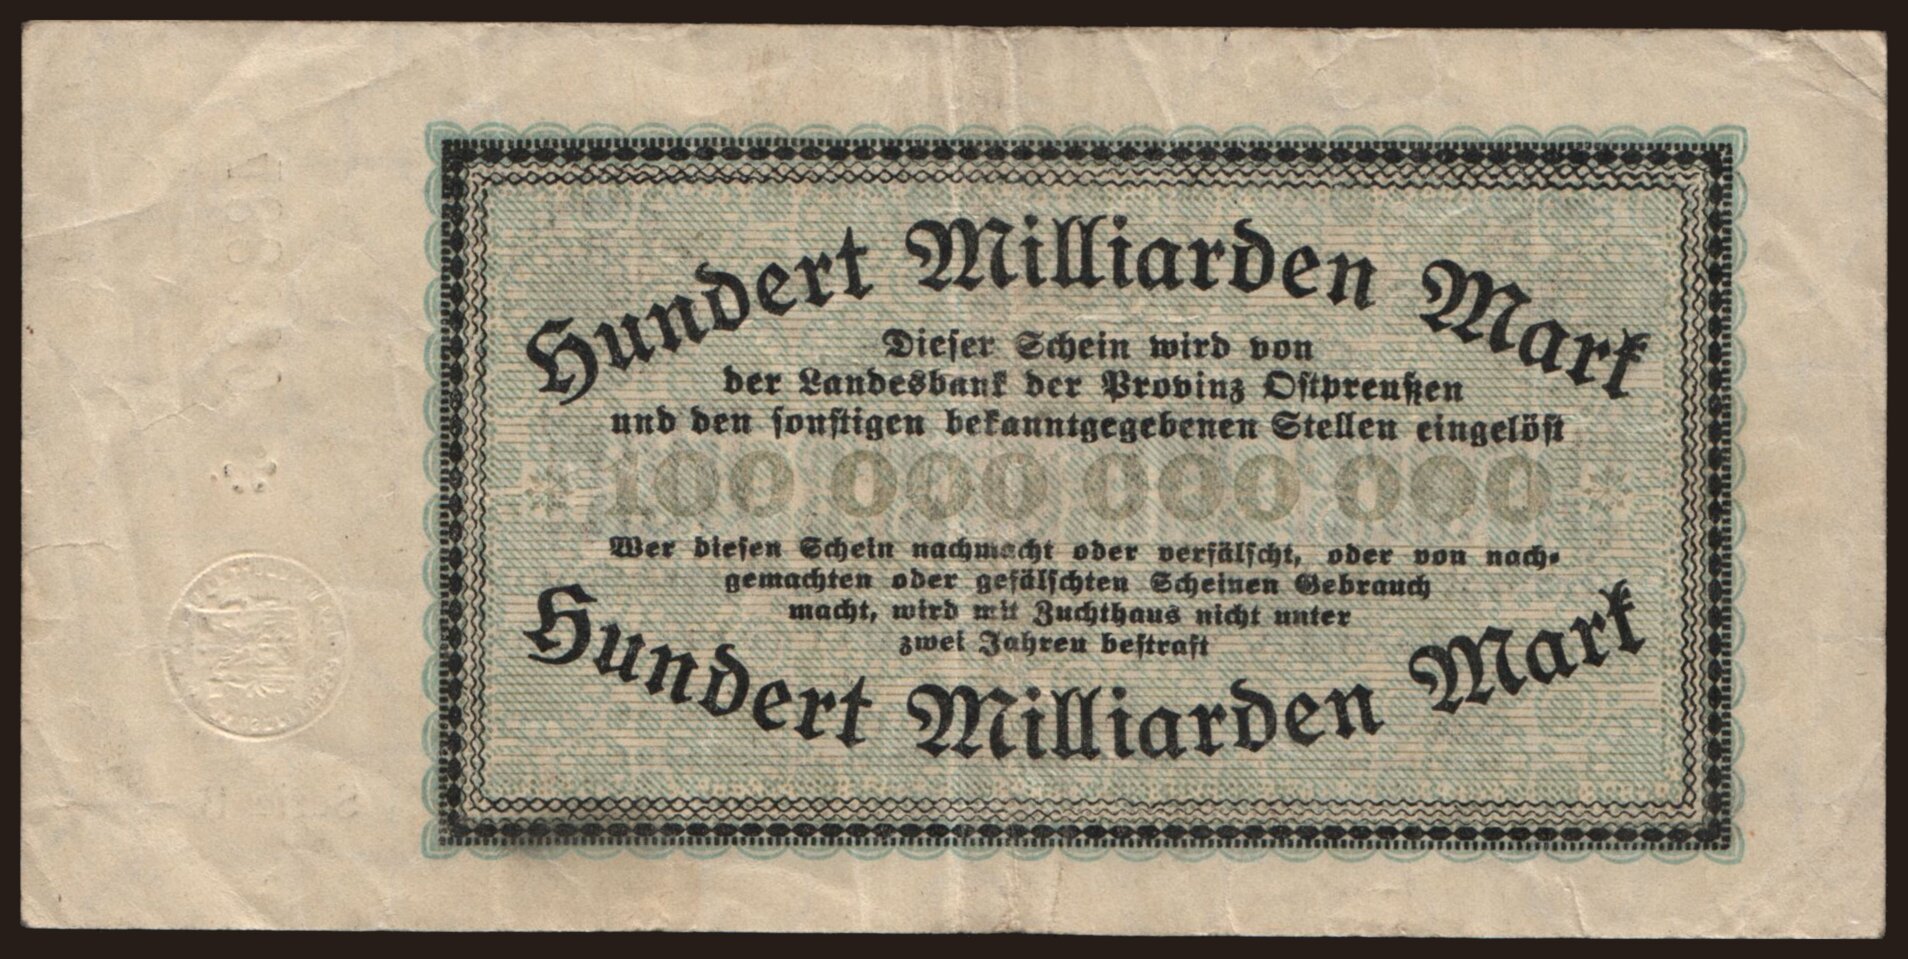 Hundert Milliarden Mark
Dieser Schein wird von
der Landesbank der Provinz Ostpreußen
und den sonstigen bekanntgegebenen Stellen eingelöst
100 000 000 000
Wer diesen Schein nachmacht oder verfälscht, oder von nach-
gemachten oder gefälschten Scheinen Gebrauch
macht, wird mit Zuchthaus nicht unter
zwei Jahren bestraft
Hundert Milliarden Mark